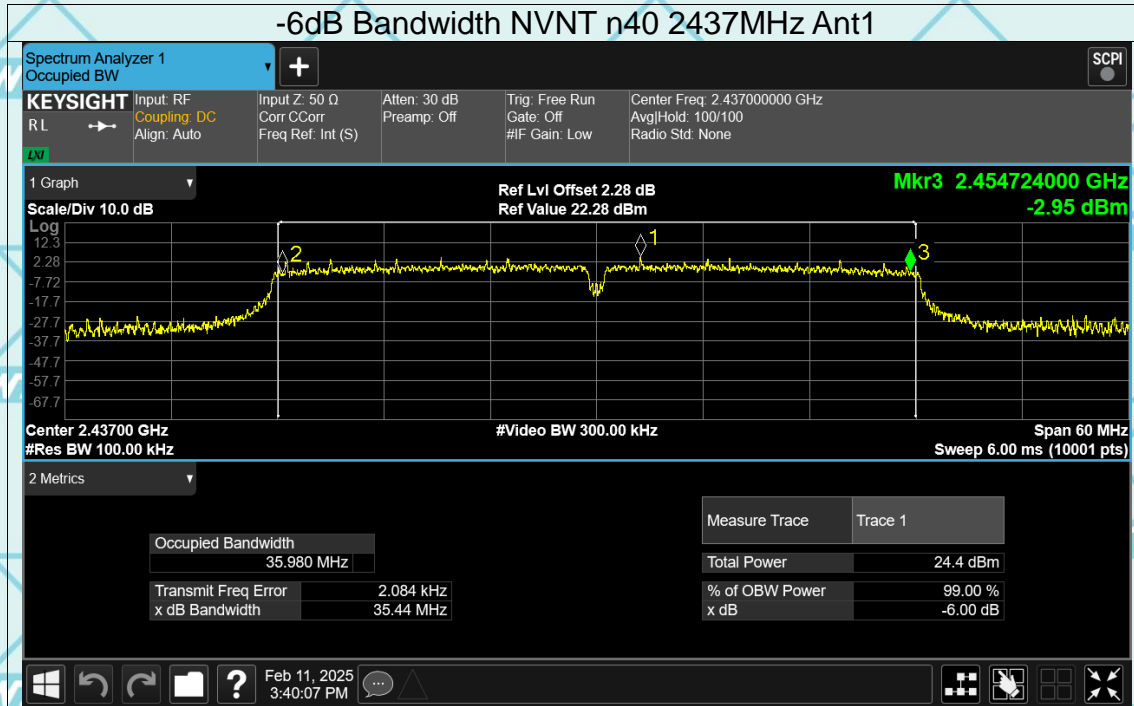 -6dB Bandwidth NVNT n40 2437MHz Ant1
Spectrum Analyzer 1
Occupied BW
+
SCPI
KEYSIGHT
RL
LXI
Input: RF
Coupling: DC
Align: Auto
Input Z: 50 Ω
Corr CCorr
Freq Ref: Int (S)
Atten: 30 dB
Preamp: Off
Trig: Free Run
Gate: Off
#IF Gain: Low
Center Freq: 2.437000000 GHz
Avg|Hold: 100/100
Radio Std: None
1 Graph
Scale/Div 10.0 dB
Ref Lvl Offset 2.28 dB
Ref Value 22.28 dBm
Mkr3 2.454724000 GHz
-2.95 dBm
Log
12.3
2.28
-7.72
-17.7
-27.7
-37.7
-47.7
-57.7
-67.7
2
1
3
Center 2.43700 GHz
#Res BW 100.00 kHz
#Video BW 300.00 kHz
Span 60 MHz
Sweep 6.00 ms (10001 pts)
2 Metrics
Occupied Bandwidth
35.980 MHz
Transmit Freq Error 2.084 kHz
x dB Bandwidth 35.44 MHz
Measure Trace Trace 1
Total Power 24.4 dBm
% of OBW Power 99.00 %
x dB -6.00 dB
?
Feb 11, 2025
3:40:07 PM